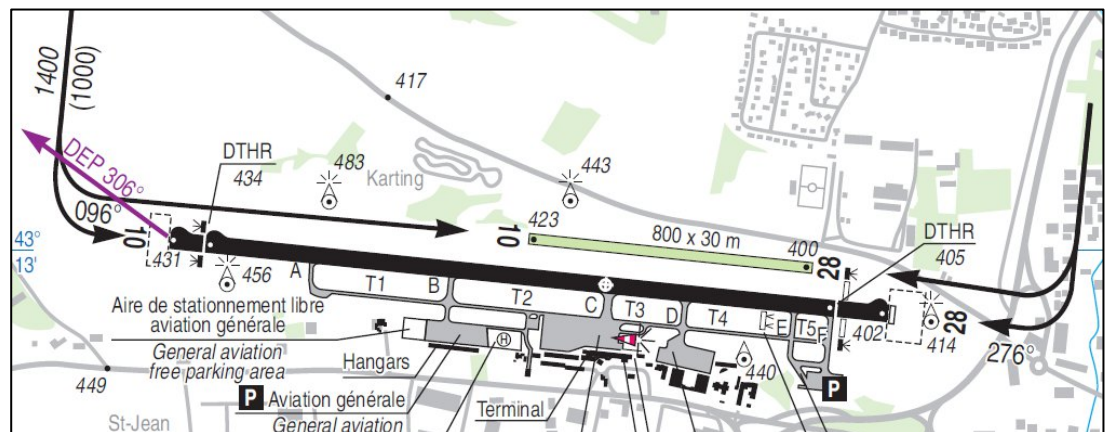 1400
(1000)
DEP 306°
096°
DTHR
434
417
483
Karting
443
10
431
456
10
423
800 x 30 m
400
28
DTHR
405
43°
13'
A
T1
B
T2
C
T3
D
T4
E
T5
F
402
414
28
276°
Aire de stationnement libre
aviation générale
General aviation
free parking area
Hangars
H
440
449
P Aviation générale
General aviation
Terminal
P
St-Jean